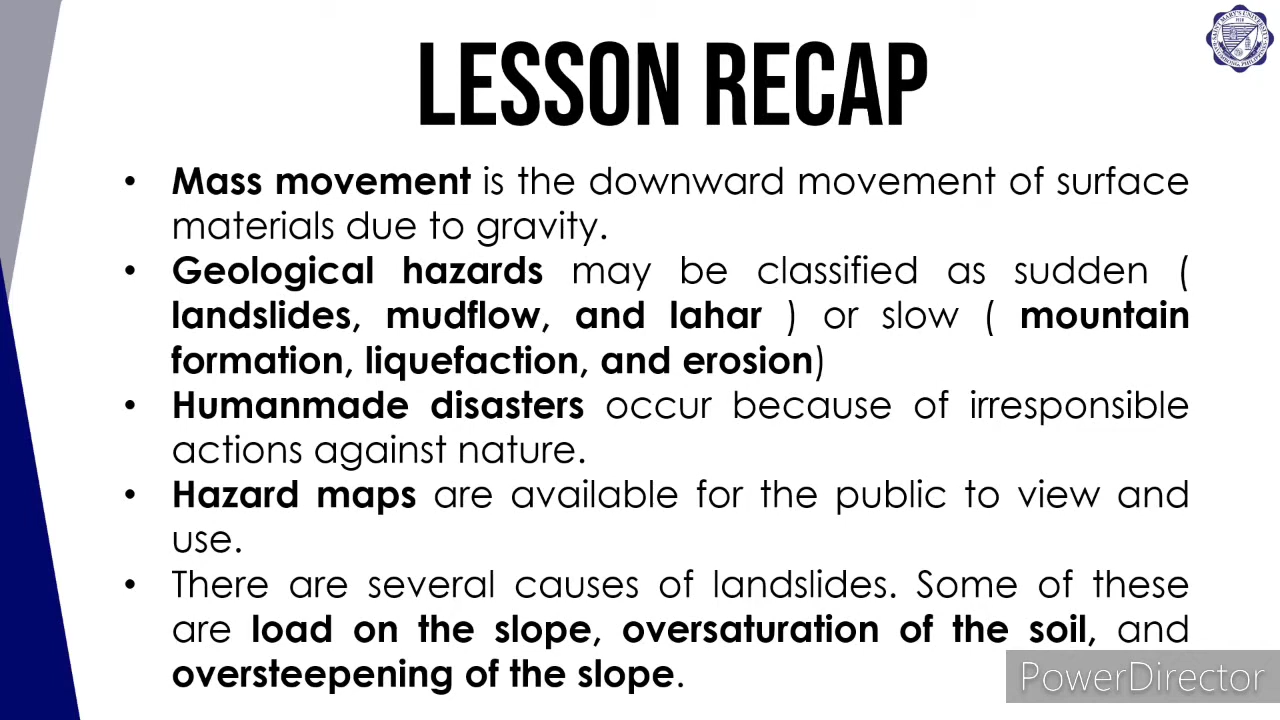 LESSON RECAP
• Mass movement is the downward movement of surface
materials due to gravity.
• Geological hazards may be classified as sudden (
landslides, mudflow, and lahar ) or slow ( mountain
formation, liquefaction, and erosion)
• Humanmade disasters occur because of irresponsible
actions against nature.
• Hazard maps are available for the public to view and
use.
• There are several causes of landslides. Some of these
are load on the slope, oversaturation of the soil, and
oversteepening of the slope.
PowerDirector